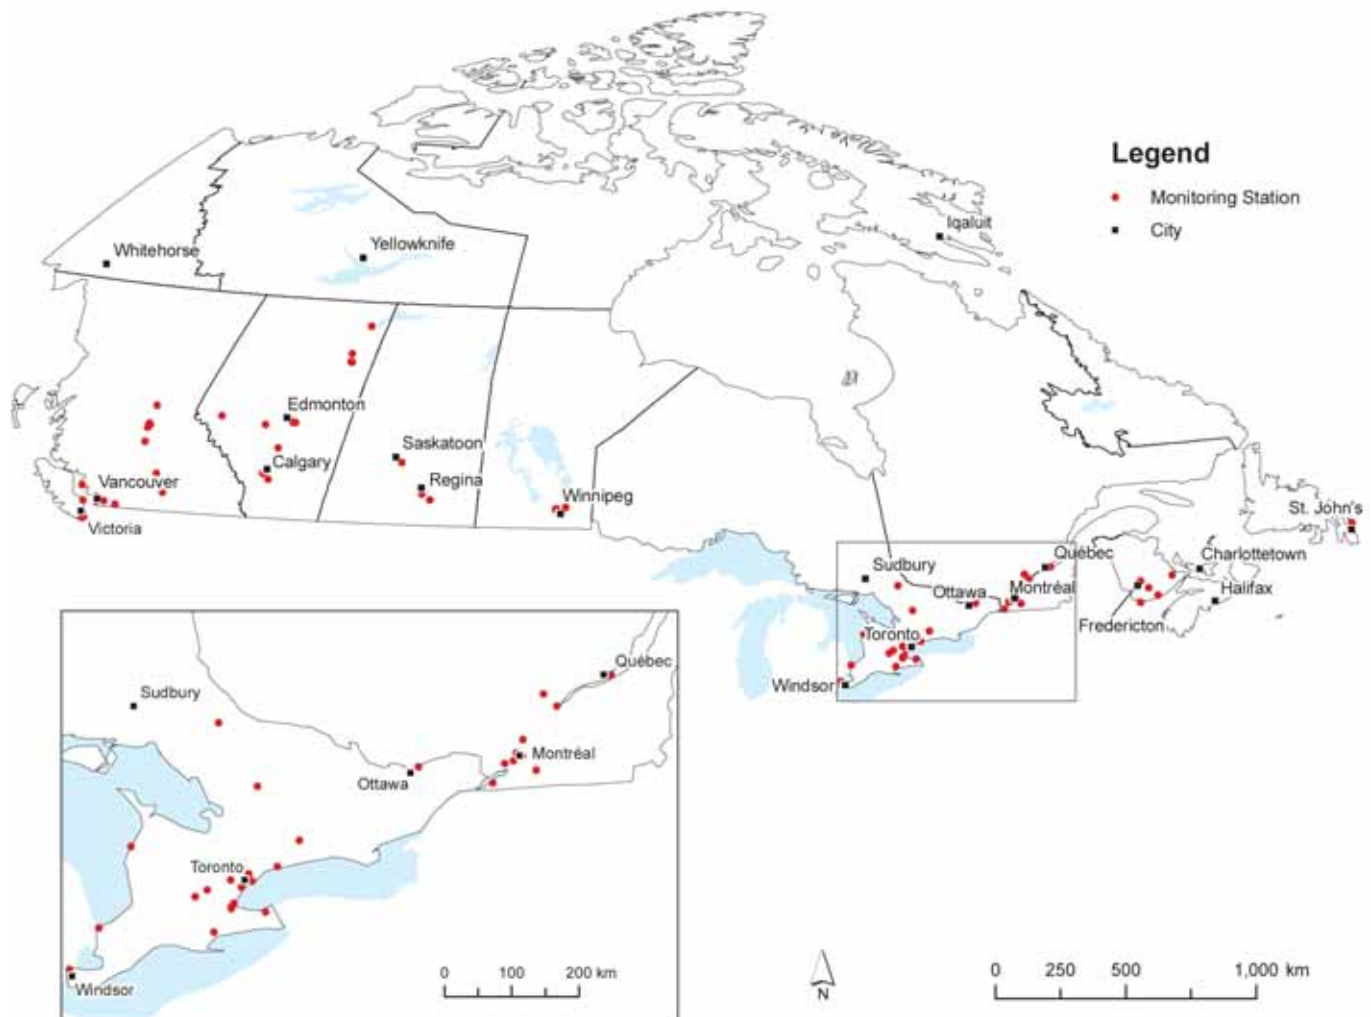 Legend
Monitoring Station
City
Iqaluit
Yellowknife
Whitehorse
Edmonton
Saskatoon
Calgary
Regina
Vancouver
Winpeg
Victoria
St. John's
Québec
Charlottetown
Sudbury
Ottawa
Montréal
Halifax
Fredericton
Toronto
Windsor
Québec
Sudbury
Montréal
Ottawa
Toronto
Windsor
0 100 200 km
N
0 250 500 1,000 km